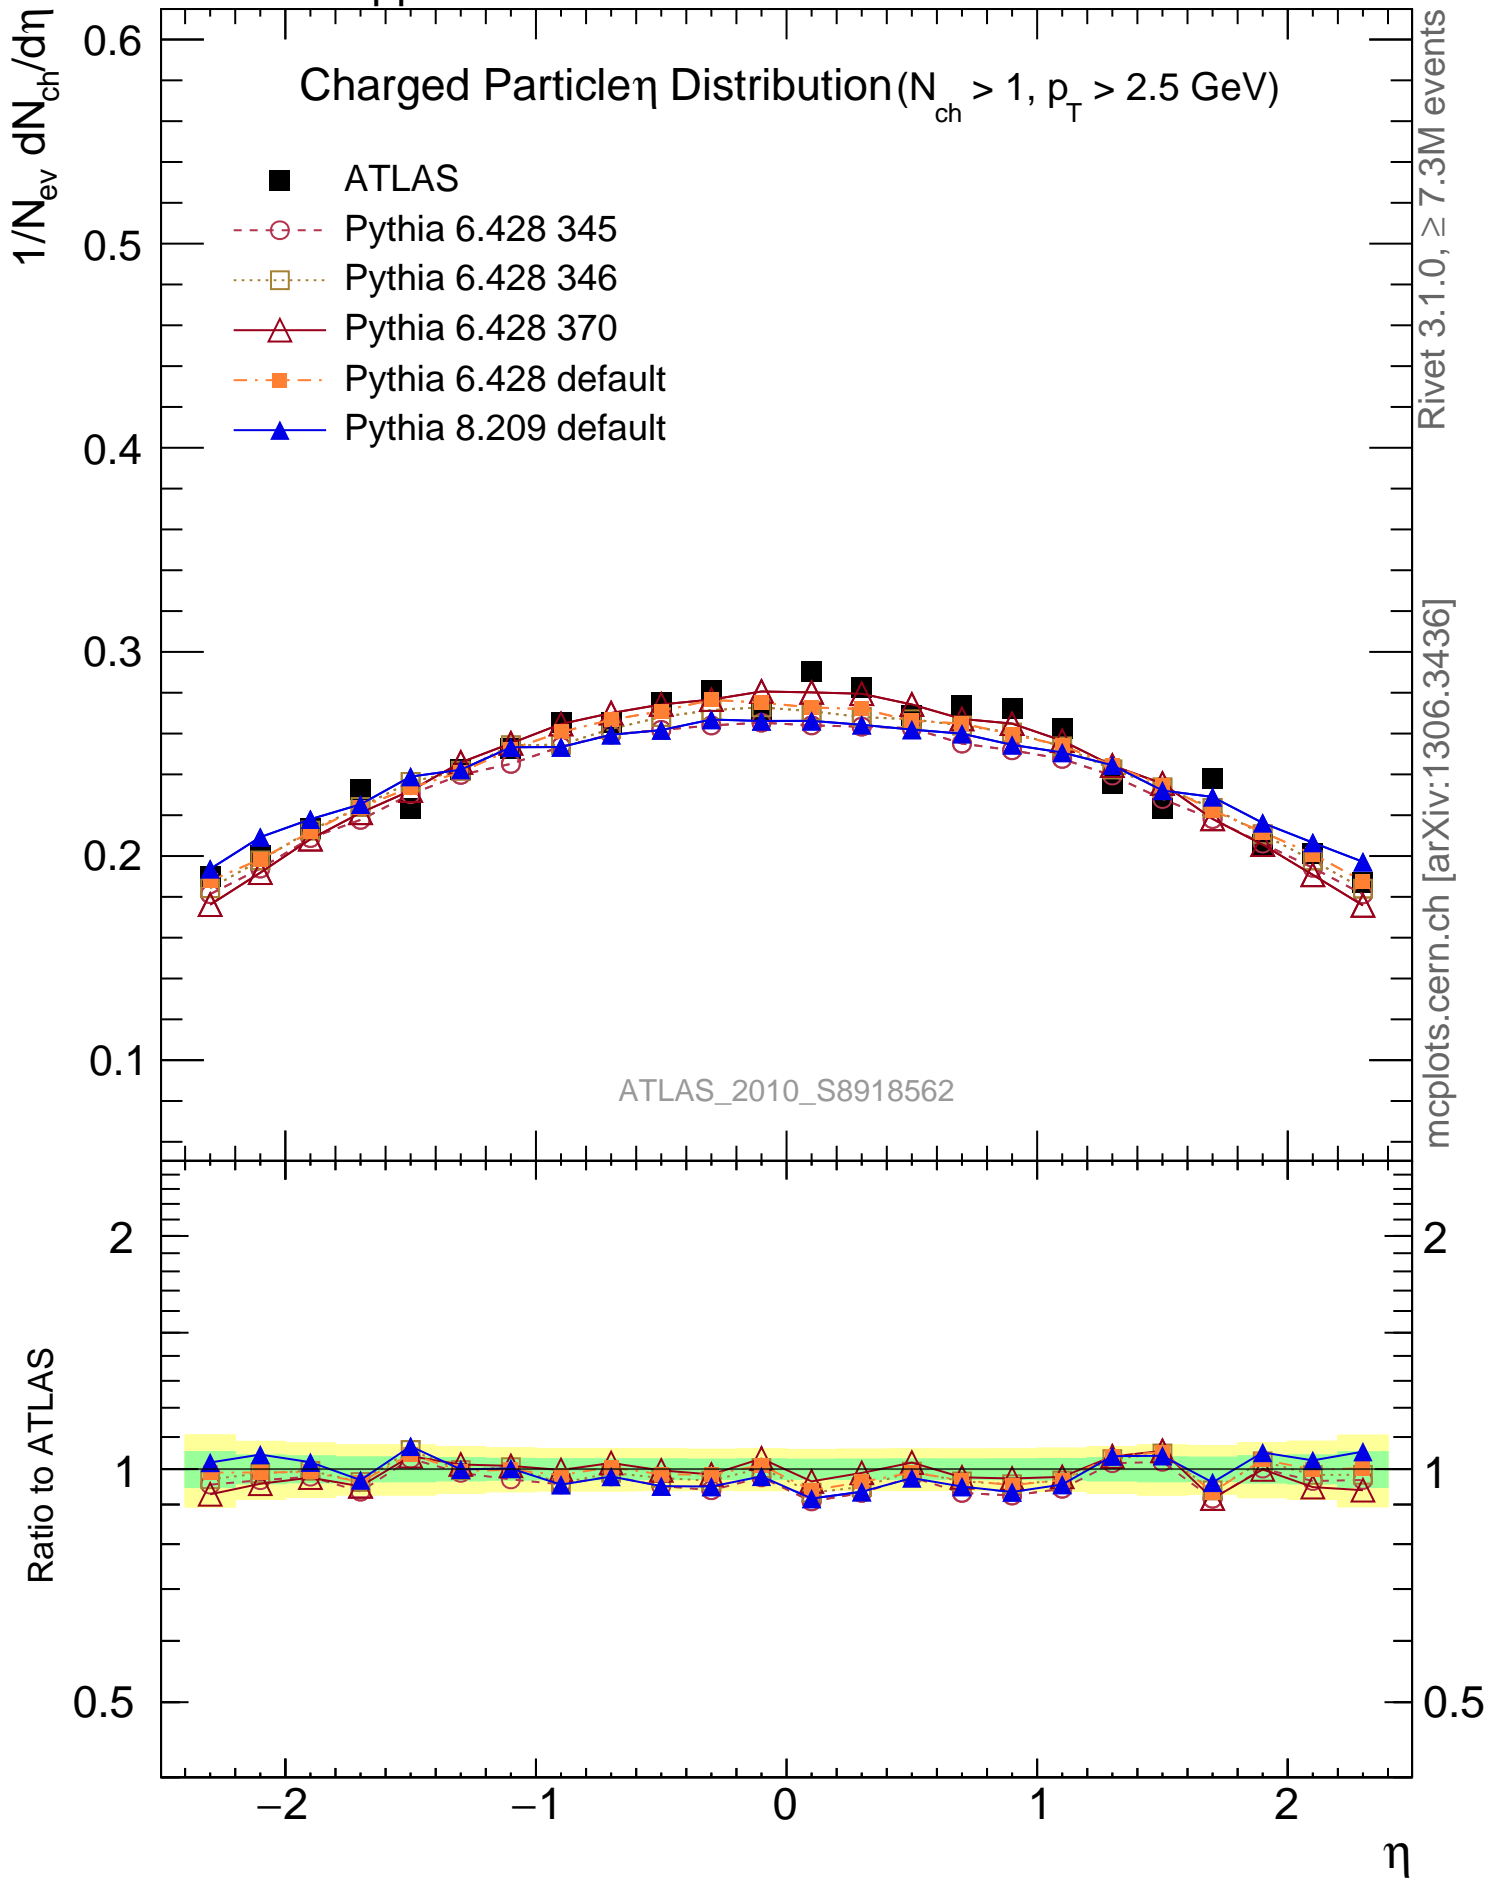 Charged Particleη Distribution (N_ch > 1, p_T > 2.5 GeV)
1/N_ev dN_ch/dη
ATLAS
Pythia 6.428 345
Pythia 6.428 346
Pythia 6.428 370
Pythia 6.428 default
Pythia 8.209 default
0.6
0.5
0.4
0.3
0.2
0.1
ATLAS_2010_S8918562
Rivet 3.1.0, ≥ 7.3M events
mcplots.cern.ch [arXiv:1306.3436]
Ratio to ATLAS
2
1
0.5
2
1
0.5
−2
−1
0
1
2
η